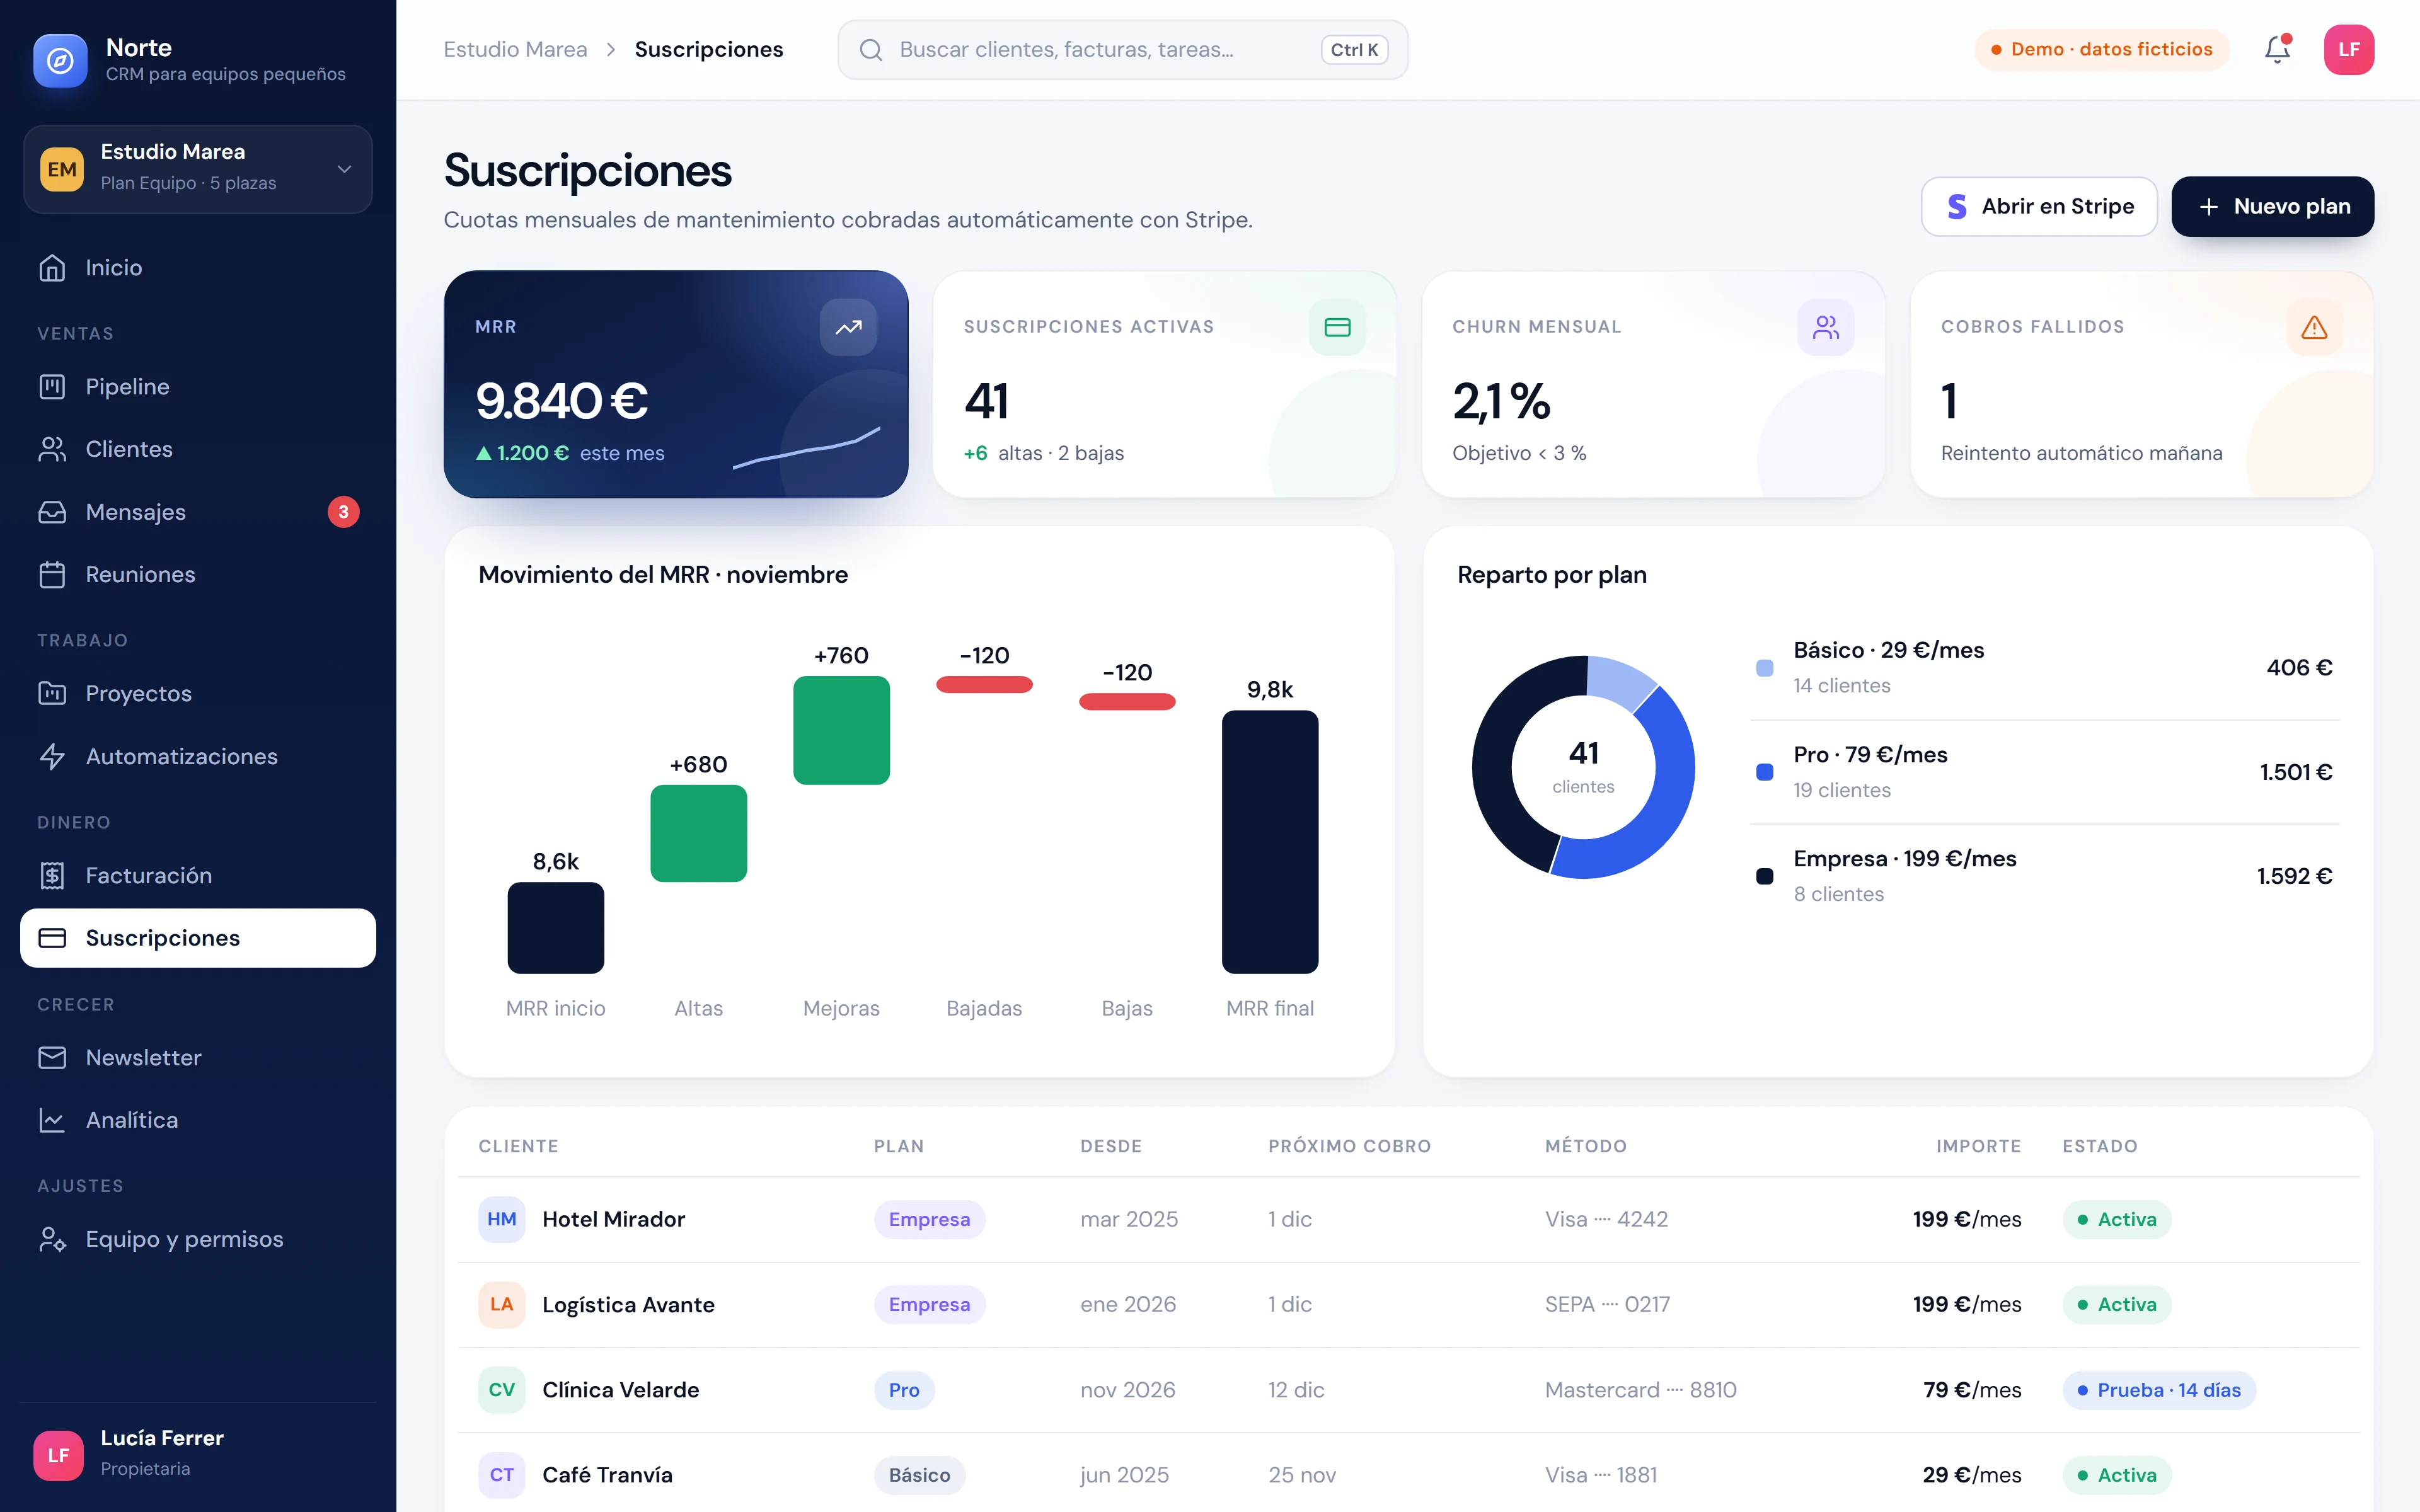 Norte
CRM para equipos pequeños
EM
Estudio Marea
Plan Equipo · 5 plazas
Inicio
VENTAS
Pipeline
Clientes
Mensajes
3
Reuniones
TRABAJO
Proyectos
Automatizaciones
DINERO
Facturación
Suscripciones
CRECER
Newsletter
Analítica
AJUSTES
Equipo y permisos
LF
Lucía Ferrer
Propietaria
Estudio Marea > Suscripciones
Buscar clientes, facturas, tareas...
Ctrl K
Demo · datos ficticios
LF
Suscripciones
Cuotas mensuales de mantenimiento cobradas automáticamente con Stripe.
S Abrir en Stripe
+ Nuevo plan
MRR
9.840 €
▲ 1.200 € este mes
SUSCRIPCIONES ACTIVAS
41
+6 altas · 2 bajas
CHURN MENSUAL
2,1 %
Objetivo < 3 %
COBROS FALLIDOS
1
Reintento automático mañana
Movimiento del MRR · noviembre
8,6k
+680
+760
−120
−120
9,8k
MRR inicio
Altas
Mejoras
Bajadas
Bajas
MRR final
Reparto por plan
41
clientes
Básico · 29 €/mes
14 clientes
406 €
Pro · 79 €/mes
19 clientes
1.501 €
Empresa · 199 €/mes
8 clientes
1.592 €
CLIENTE PLAN DESDE PRÓXIMO COBRO MÉTODO IMPORTE ESTADO
HM Hotel Mirador Empresa mar 2025 1 dic Visa ···· 4242 199 €/mes Activa
LA Logística Avante Empresa ene 2026 1 dic SEPA ···· 0217 199 €/mes Activa
CV Clínica Velarde Pro nov 2026 12 dic Mastercard ···· 8810 79 €/mes Prueba · 14 días
CT Café Tranvía Básico jun 2025 25 nov Visa ···· 1881 29 €/mes Activa